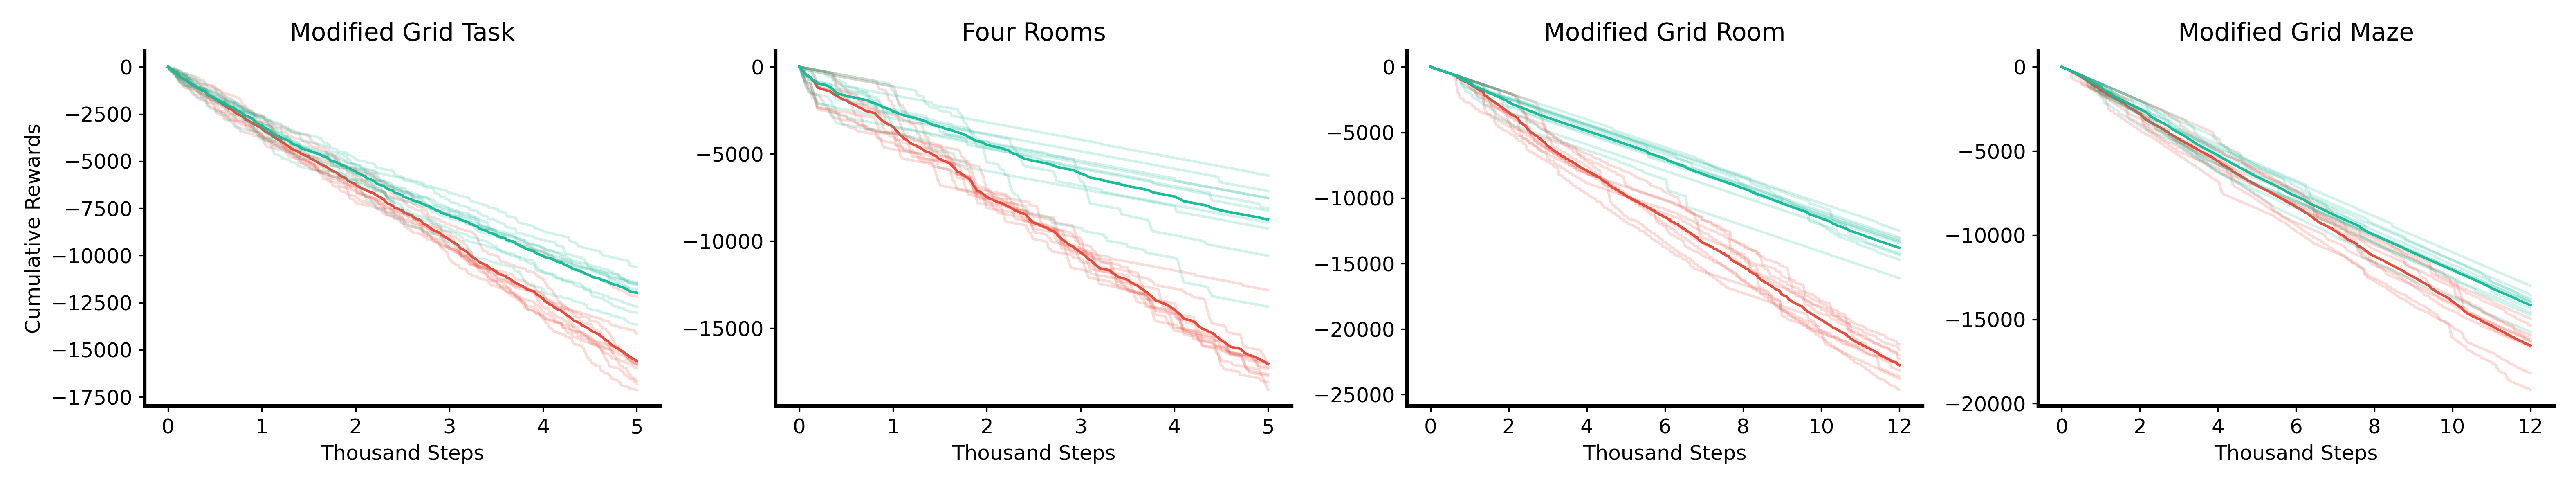 Modified Grid Task
Four Rooms
Modified Grid Room
Modified Grid Maze
Cumulative Rewards
0
−2500
−5000
−7500
−10000
−12500
−15000
−17500
0 1 2 3 4 5
Thousand Steps
0
−5000
−10000
−15000
0 1 2 3 4 5
Thousand Steps
0
−5000
−10000
−15000
−20000
−25000
0 2 4 6 8 10 12
Thousand Steps
0
−5000
−10000
−15000
−20000
0 2 4 6 8 10 12
Thousand Steps